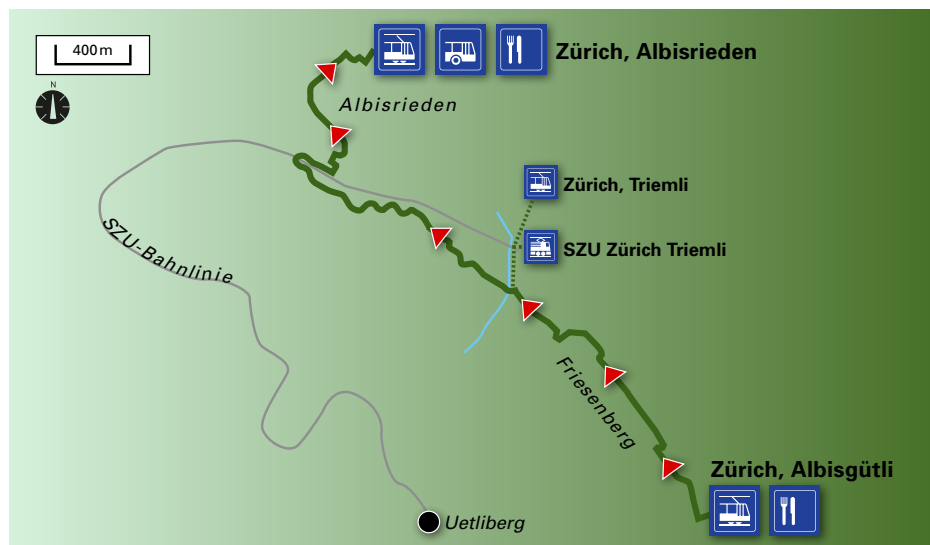 400 m
Zürich, Albisrieden
N
Albisrieden
Zürich, Triemli
SZU-Bahnlinie
SZU Zürich Triemli
Friesenberg
Zürich, Albisgütli
Uetliberg